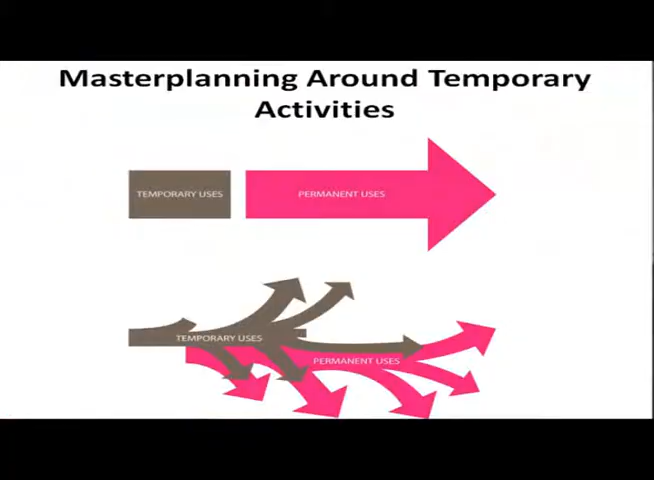 Masterplanning Around Temporary
Activities
TEMPORARY USES
PERMANENT USES
TEMPORARY USES
PERMANENT USES